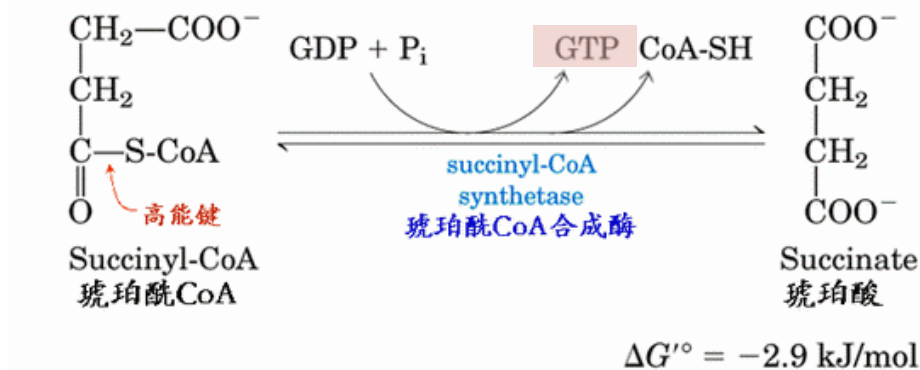 CH₂—COO⁻
CH₂
C—S-CoA
O
高能键
Succinyl-CoA
琥珀酰CoA
GDP + Pᵢ
GTP CoA-SH
succinyl-CoA
synthetase
琥珀酰CoA合成酶
COO⁻
CH₂
CH₂
COO⁻
Succinate
琥珀酸
ΔG′° = −2.9 kJ/mol